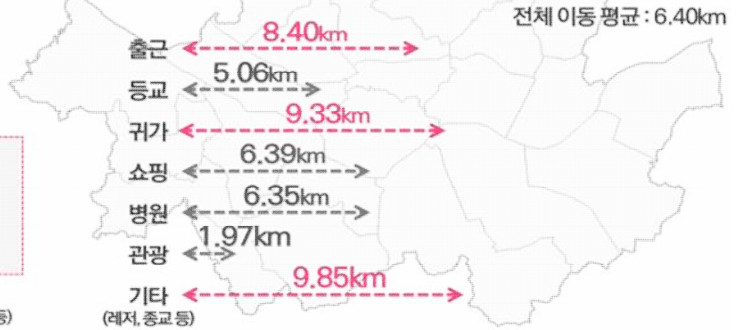 전체 이동 평균 : 6.40km
출근 8.40km
등교 5.06km
귀가 9.33km
쇼핑 6.39km
병원 6.35km
관광 1.97km
기타 9.85km
(레저, 종교 등)
등)